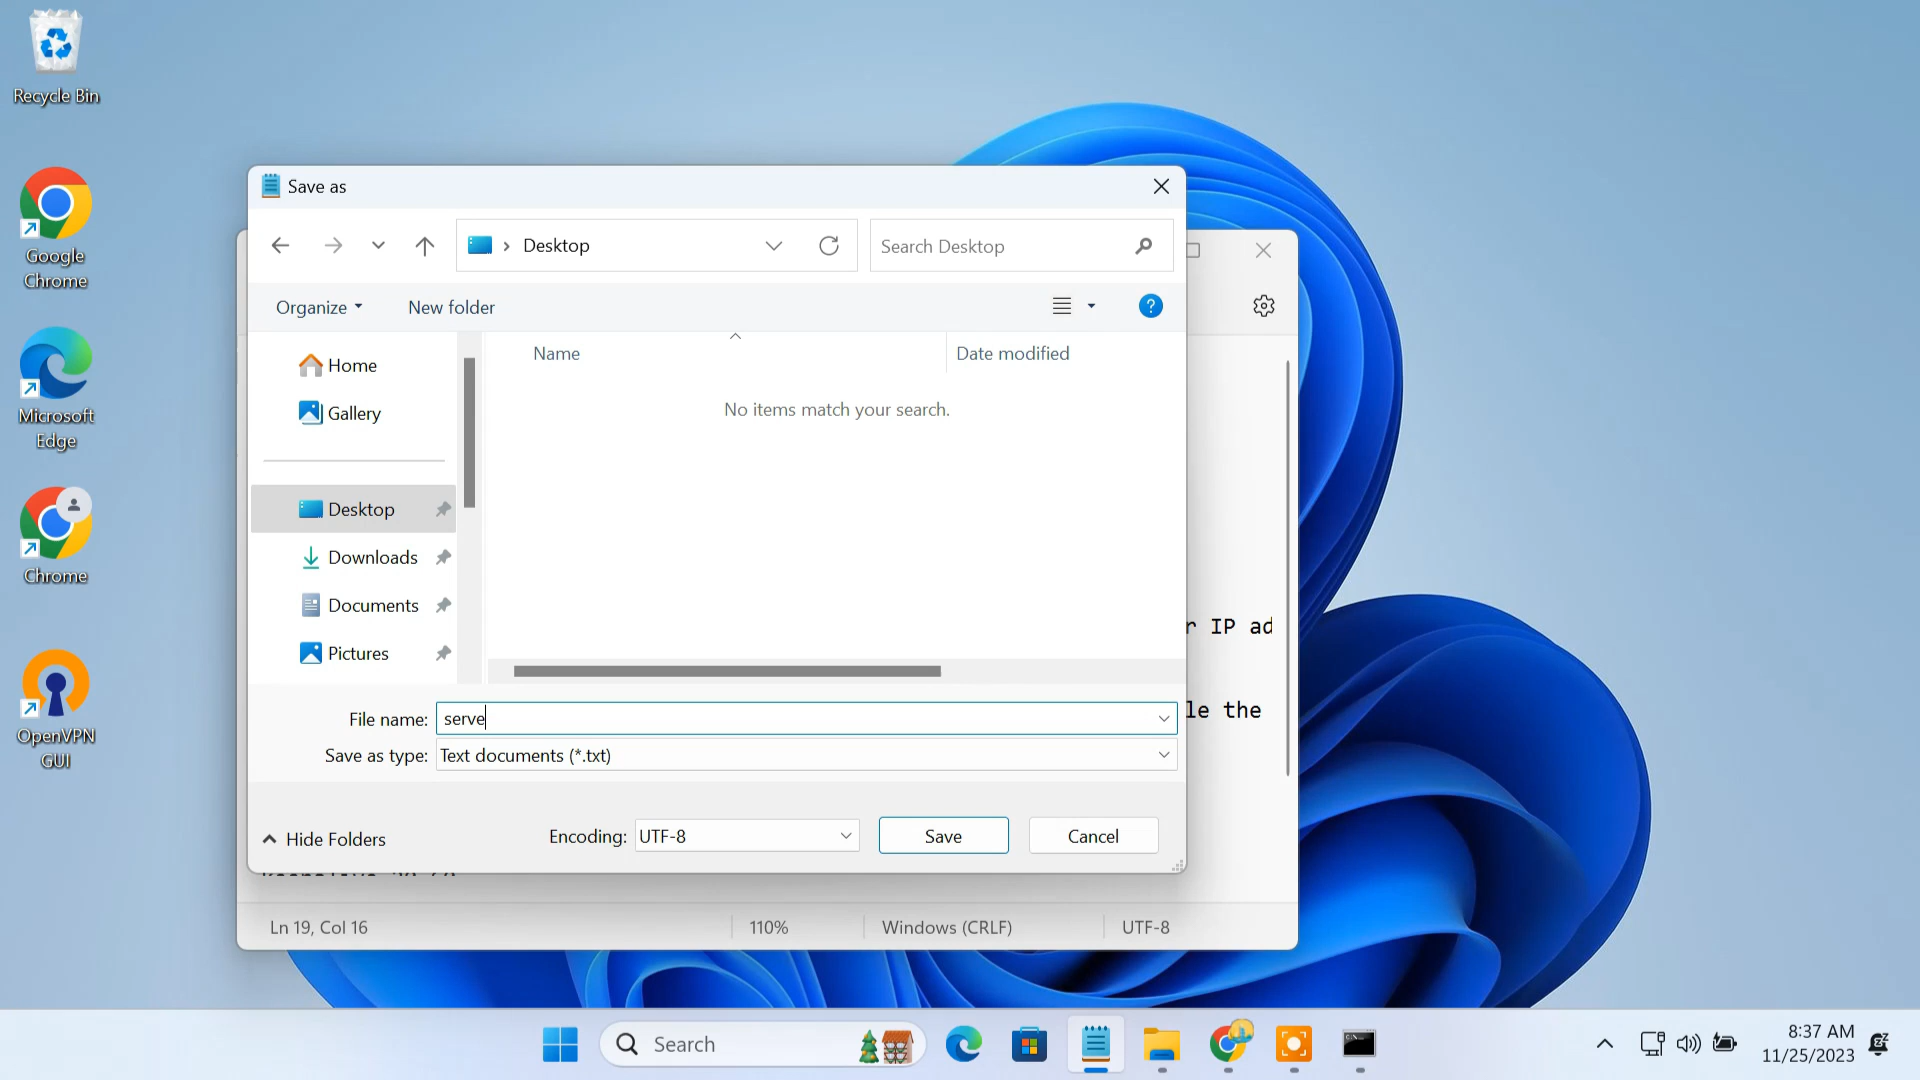 Recycle Bin
Google
Chrome
Microsoft
Edge
Chrome
OpenVPN
GUI
Save as
Desktop
Search Desktop
Organize
New folder
?
Name
Date modified
No items match your search.
Home
Gallery
Desktop
Downloads
Documents
Pictures
r IP ad
le the
File name:
serve
Save as type:
Text documents (*.txt)
Hide Folders
Encoding:
UTF-8
Save
Cancel
Ln 19, Col 16
110%
Windows (CRLF)
UTF-8
Search
8:37 AM
11/25/2023